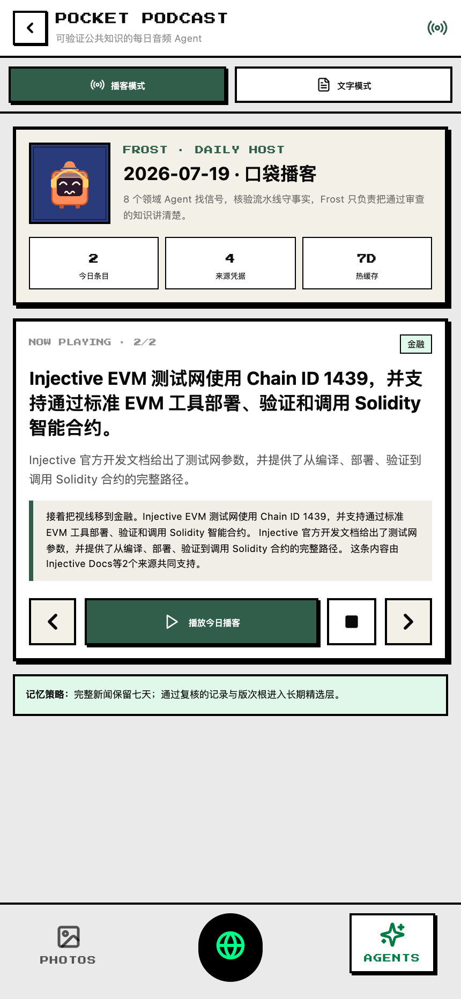 POCKET PODCAST
可验证公共知识的每日音频 Agent
播客模式
文字模式
FROST · DAILY HOST
2026-07-19 · 口袋播客
8 个领域 Agent 找信号，核验流水线守事实，Frost 只负责把通过审查
的知识讲清楚。
2
今日条目
4
来源凭据
7D
热缓存
NOW PLAYING · 2/2
金融
Injective EVM 测试网使用 Chain ID 1439，并支
持通过标准 EVM 工具部署、验证和调用 Solidity
智能合约。
Injective 官方开发文档给出了测试网参数，并提供了从编译、部署、验证到
调用 Solidity 合约的完整路径。
接着把视线移到金融。Injective EVM 测试网使用 Chain ID 1439，并支持通过标准
EVM 工具部署、验证和调用 Solidity 智能合约。 Injective 官方开发文档给出了测试网
参数，并提供了从编译、部署、验证到调用 Solidity 合约的完整路径。 这条内容由
Injective Docs等2个来源共同支持。
播放今日播客
记忆策略：完整新闻保留七天；通过复核的记录与版次根进入长期精选层。
PHOTOS
AGENTS